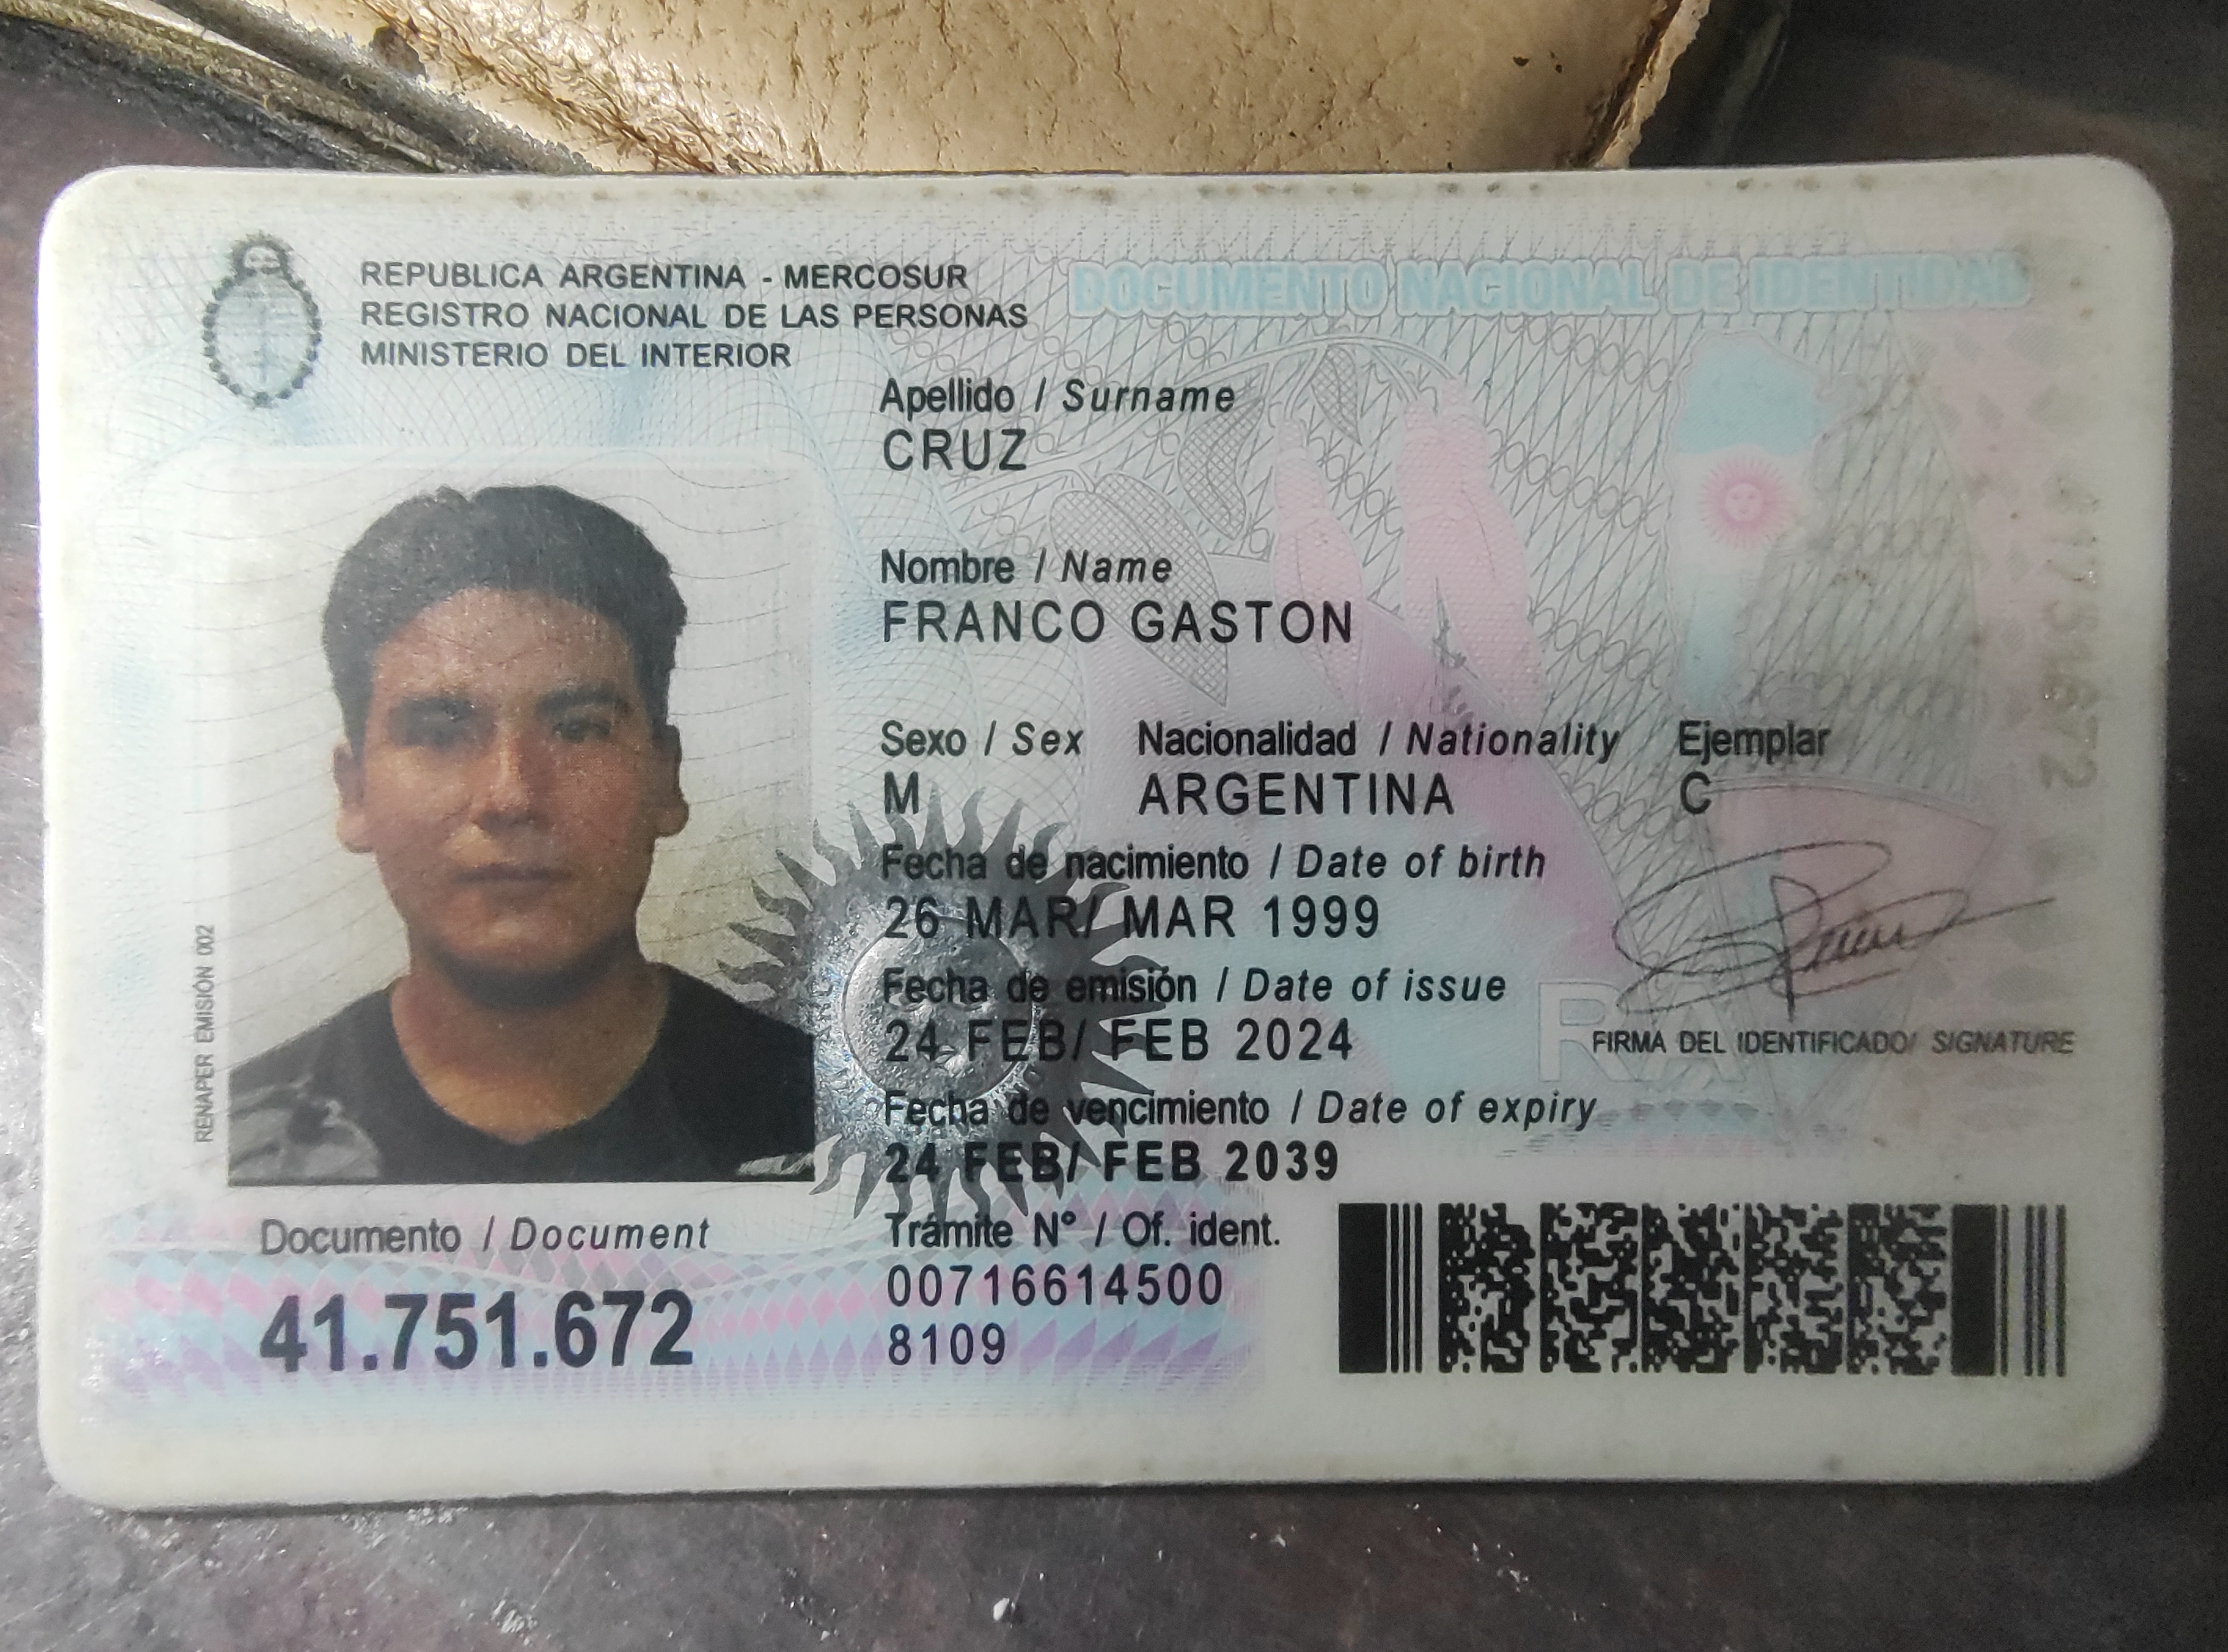 REPUBLICA ARGENTINA - MERCOSUR
REGISTRO NACIONAL DE LAS PERSONAS
MINISTERIO DEL INTERIOR
DOCUMENTO NACIONAL DE IDENTIDAD
Apellido / Surname
CRUZ
Nombre / Name
FRANCO GASTON
Sexo / Sex Nacionalidad / Nationality Ejemplar
M ARGENTINA C
Fecha de nacimiento / Date of birth
26 MAR/ MAR 1999
Fecha de emisión / Date of issue
24 FEB/ FEB 2024
FIRMA DEL IDENTIFICADO/ SIGNATURE
Fecha de vencimiento / Date of expiry
24 FEB/ FEB 2039
RENAPER EMISIÓN 002
Documento / Document
41.751.672
Trámite N° / Of. ident.
00716614500
8109
RA
41751672